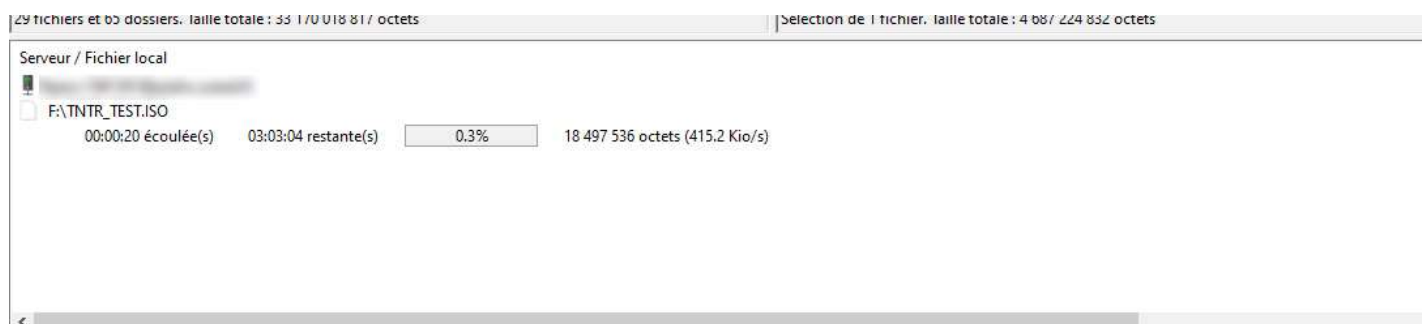 29 fichiers et 65 dossiers. Taille totale : 33 170 018 817 octets
Sélection de 1 fichier. Taille totale : 4 687 224 832 octets
Serveur / Fichier local
F:\TNTR_TEST.ISO
00:00:20 écoulée(s) 03:03:04 restante(s) 0.3% 18 497 536 octets (415.2 Kio/s)